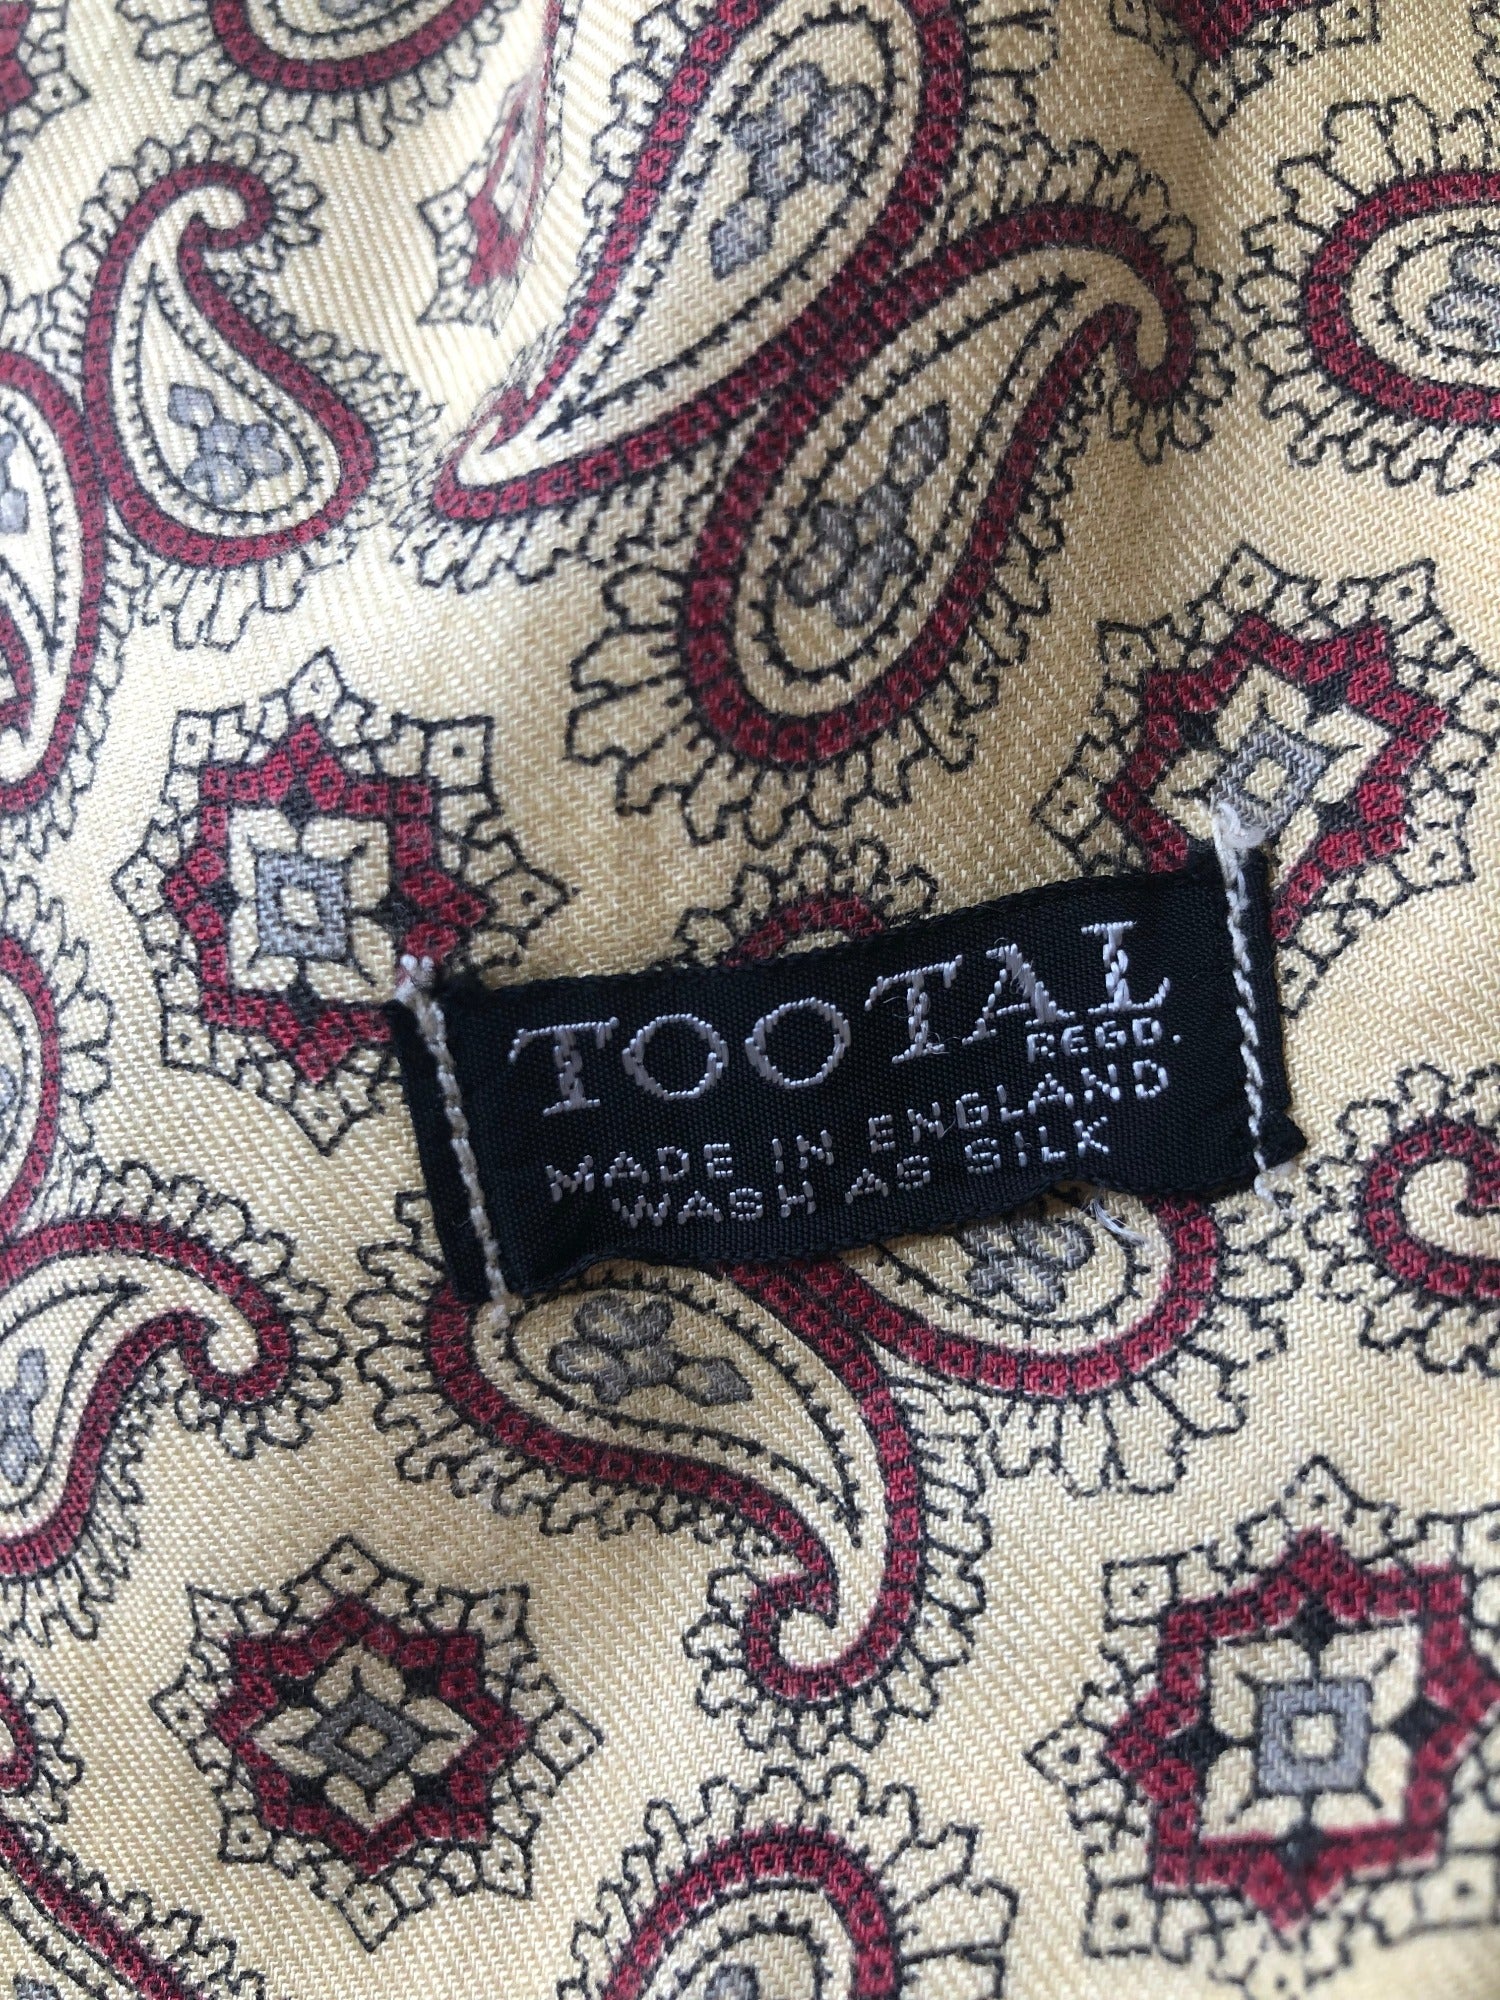 TOOTAL
REGD.
MADE IN ENGLAND
WASH AS SILK